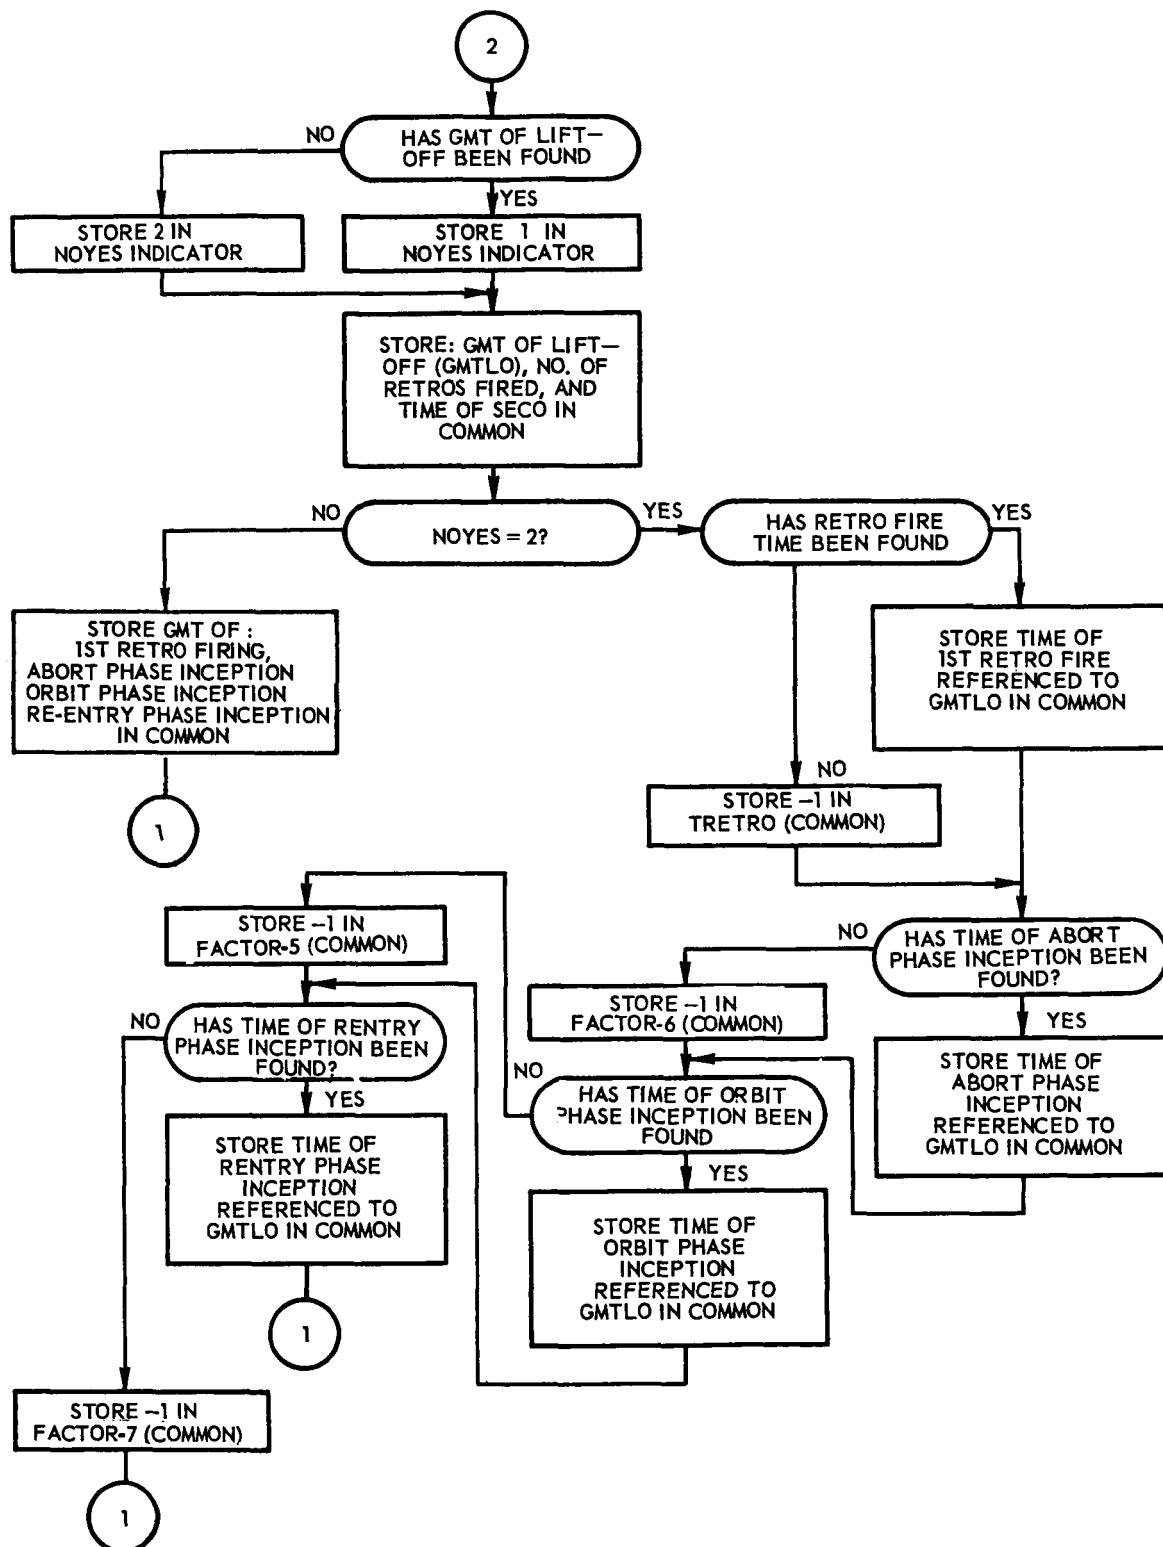 2
HAS GMT OF LIFT—
OFF BEEN FOUND
NO
YES
STORE 2 IN
NOYES INDICATOR
STORE 1 IN
NOYES INDICATOR
STORE: GMT OF LIFT—
OFF (GMTLO), NO. OF
RETROS FIRED, AND
TIME OF SECO IN
COMMON
NO
NOYES = 2?
YES
HAS RETRO FIRE
TIME BEEN FOUND
YES
STORE GMT OF :
1ST RETRO FIRING,
ABORT PHASE INCEPTION
ORBIT PHASE INCEPTION
RE-ENTRY PHASE INCEPTION
IN COMMON
1
STORE TIME OF
1ST RETRO FIRE
REFERENCED TO
GMTLO IN COMMON
NO
STORE —1 IN
TRETRO (COMMON)
STORE —1 IN
FACTOR-5 (COMMON)
NO
HAS TIME OF ABORT
PHASE INCEPTION BEEN
FOUND?
STORE —1 IN
FACTOR-6 (COMMON)
YES
NO
HAS TIME OF RENTRY
PHASE INCEPTION BEEN
FOUND?
YES
NO
HAS TIME OF ORBIT
PHASE INCEPTION BEEN
FOUND
YES
STORE TIME OF
ABORT PHASE
INCEPTION
REFERENCED TO
GMTLO IN COMMON
STORE TIME OF
RENTRY PHASE
INCEPTION
REFERENCED TO
GMTLO IN COMMON
STORE TIME OF
ORBIT PHASE
INCEPTION
REFERENCED TO
GMTLO IN COMMON
1
STORE —1 IN
FACTOR-7 (COMMON)
1